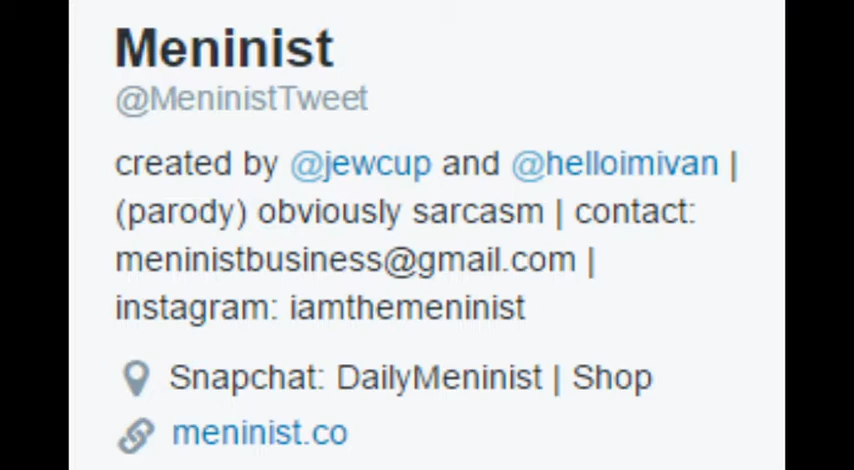 Meninist
@MeninistTweet
created by @jewcup and @helloimivan |
(parody) obviously sarcasm | contact:
meninistbusiness@gmail.com |
instagram: iamthemeninist
Snapchat: DailyMeninist | Shop
meninist.co